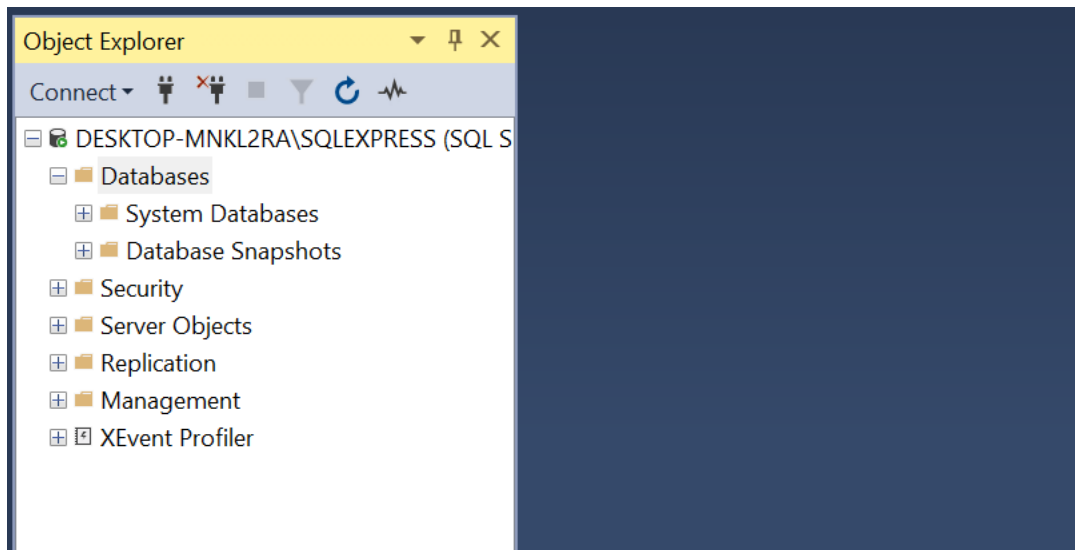 Object Explorer
Connect
DESKTOP-MNKL2RA\SQLEXPRESS (SQL S
Databases
System Databases
Database Snapshots
Security
Server Objects
Replication
Management
XEvent Profiler